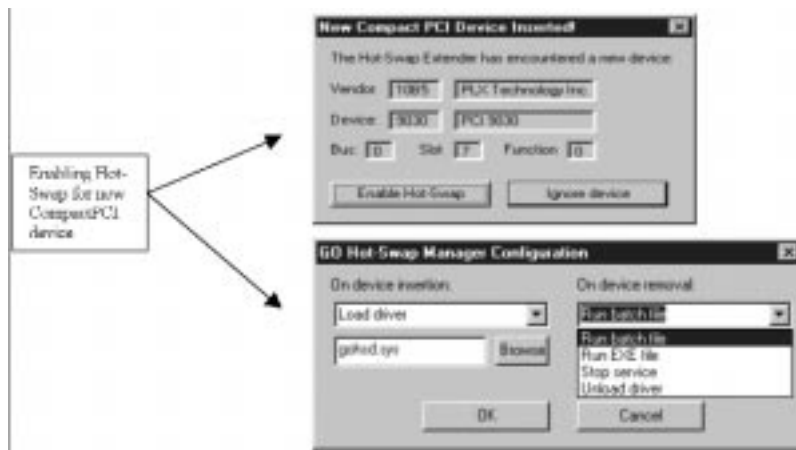 Enabling Hot-
Swap for new
CompactPCI
device
New Compact PCI Device Inserted!
The Hot-Swap Extender has encountered a new device:
Vendor: 10B5 PLX Technology Inc.
Device: 9030 PCI 9030
Bus: 0 Slot: 7 Function: 0
Enable Hot-Swap Ignore device
GO Hot-Swap Manager Configuration
On device insertion: On device removal:
Load driver Run batch file
Browse
Run batch file
Run EXE file
Stop service
Unload driver
OK Cancel